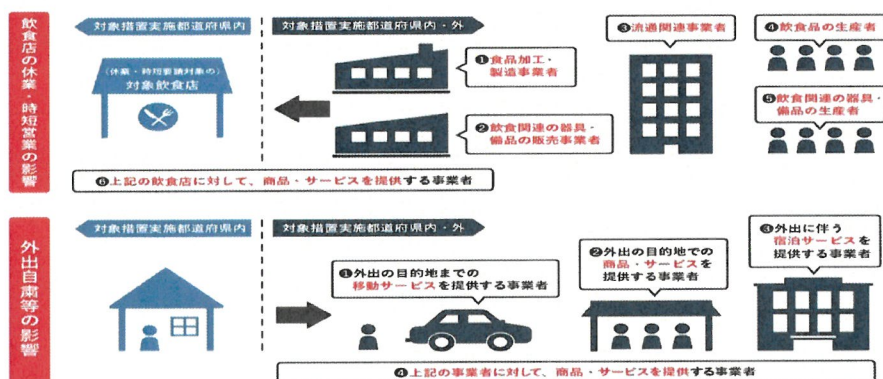 飲食店の休業・時短営業の影響
対象措置実施都道府県内
対象措置実施都道府県内・外
(休業・時短要請対象の)
対象飲食店
❶食品加工・
製造事業者
❷飲食関連の器具・
備品の販売事業者
❸流通関連事業者
❹飲食品の生産者
❺飲食関連の器具・
備品の生産者
❻上記の飲食店に対して、商品・サービスを提供する事業者
外出自粛等の影響
対象措置実施都道府県内
対象措置実施都道府県内・外
❶外出の目的地までの
移動サービスを提供する事業者
❷外出の目的地での
商品・サービスを
提供する事業者
❸外出に伴う
宿泊サービスを
提供する事業者
❹上記の事業者に対して、商品・サービスを提供する事業者